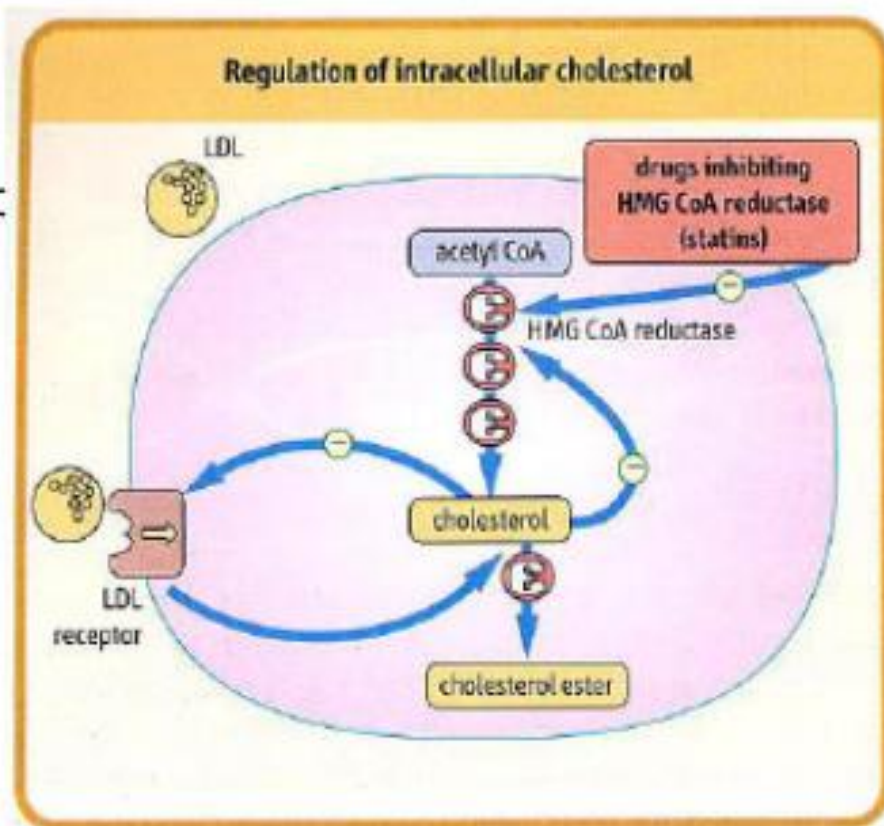 Regulation of intracellular cholesterol
LDL
drugs inhibiting
HMG CoA reductase
(statins)
acetyl CoA
HMG CoA reductase
cholesterol
LDL
receptor
cholesterol ester